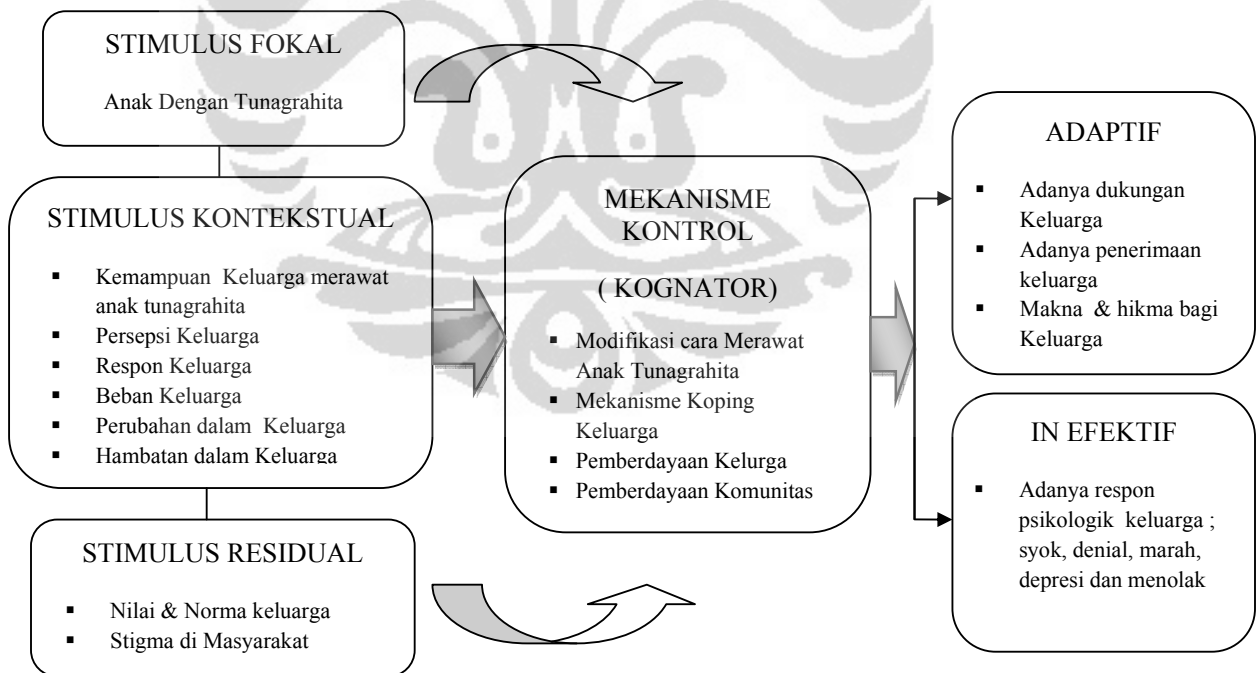 STIMULUS FOKAL
Anak Dengan Tunagrahita
STIMULUS KONTEKSTUAL
▪ Kemampuan Keluarga merawat
anak tunagrahita
▪ Persepsi Keluarga
▪ Respon Keluarga
▪ Beban Keluarga
▪ Perubahan dalam Keluarga
▪ Hambatan dalam Keluarga
STIMULUS RESIDUAL
▪ Nilai & Norma keluarga
▪ Stigma di Masyarakat
MEKANISME
KONTROL
( KOGNATOR)
▪ Modifikasi cara Merawat
Anak Tunagrahita
▪ Mekanisme Koping
Keluarga
▪ Pemberdayaan Kelurga
▪ Pemberdayaan Komunitas
ADAPTIF
▪ Adanya dukungan
Keluarga
▪ Adanya penerimaan
keluarga
▪ Makna & hikma bagi
Keluarga
IN EFEKTIF
▪ Adanya respon
psikologik keluarga ;
syok, denial, marah,
depresi dan menolak